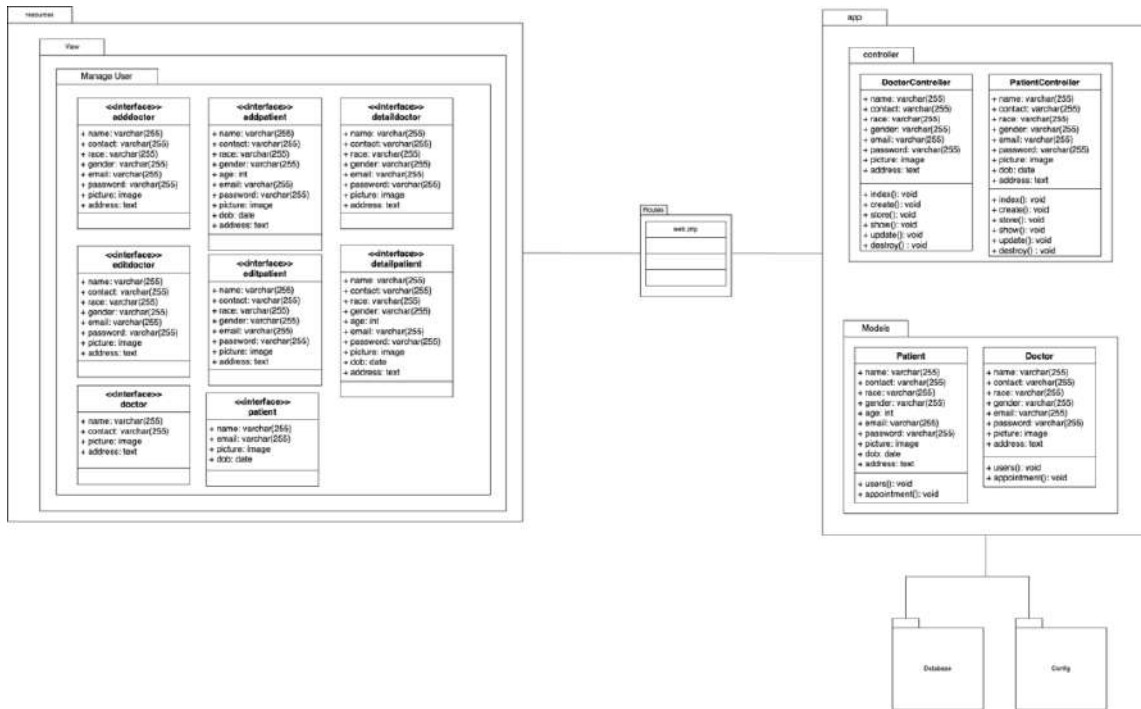 resources
View
Manage User
<<interface>>
adddoctor
+ name: varchar(255)
+ contact: varchar(255)
+ race: varchar(255)
+ gender: varchar(255)
+ email: varchar(255)
+ password: varchar(255)
+ picture: image
+ address: text
<<interface>>
addpatient
+ name: varchar(255)
+ contact: varchar(255)
+ race: varchar(255)
+ gender: varchar(255)
+ age: int
+ email: varchar(255)
+ password: varchar(255)
+ picture: image
+ dob: date
+ address: text
<<interface>>
detaildoctor
+ name: varchar(255)
+ contact: varchar(255)
+ race: varchar(255)
+ gender: varchar(255)
+ email: varchar(255)
+ password: varchar(255)
+ picture: image
+ address: text
<<interface>>
editdoctor
+ name: varchar(255)
+ contact: varchar(255)
+ race: varchar(255)
+ gender: varchar(255)
+ email: varchar(255)
+ password: varchar(255)
+ picture: image
+ address: text
<<interface>>
editpatient
+ name: varchar(255)
+ contact: varchar(255)
+ race: varchar(255)
+ gender: varchar(255)
+ email: varchar(255)
+ password: varchar(255)
+ picture: image
+ address: text
<<interface>>
detailpatient
+ name: varchar(255)
+ contact: varchar(255)
+ race: varchar(255)
+ gender: varchar(255)
+ age: int
+ email: varchar(255)
+ password: varchar(255)
+ picture: image
+ dob: date
+ address: text
<<interface>>
doctor
+ name: varchar(255)
+ contact: varchar(255)
+ picture: image
+ address: text
<<interface>>
patient
+ name: varchar(255)
+ email: varchar(255)
+ picture: image
+ dob: date
Routes
web.php
app
controller
DoctorController
+ name: varchar(255)
+ contact: varchar(255)
+ race: varchar(255)
+ gender: varchar(255)
+ email: varchar(255)
+ password: varchar(255)
+ picture: image
+ address: text
+ index(): void
+ create(): void
+ store(): void
+ show(): void
+ update(): void
+ destroy() : void
PatientController
+ name: varchar(255)
+ contact: varchar(255)
+ race: varchar(255)
+ gender: varchar(255)
+ email: varchar(255)
+ password: varchar(255)
+ picture: image
+ dob: date
+ address: text
+ index(): void
+ create(): void
+ store(): void
+ show(): void
+ update(): void
+ destroy(): void
Models
Patient
+ name: varchar(255)
+ contact: varchar(255)
+ race: varchar(255)
+ gender: varchar(255)
+ age: int
+ email: varchar(255)
+ password: varchar(255)
+ picture: image
+ dob: date
+ address: text
+ users(): void
+ appointment(): void
Doctor
+ name: varchar(255)
+ contact: varchar(255)
+ race: varchar(255)
+ gender: varchar(255)
+ email: varchar(255)
+ password: varchar(255)
+ picture: image
+ address: text
+ users(): void
+ appointment(): void
Database
Config